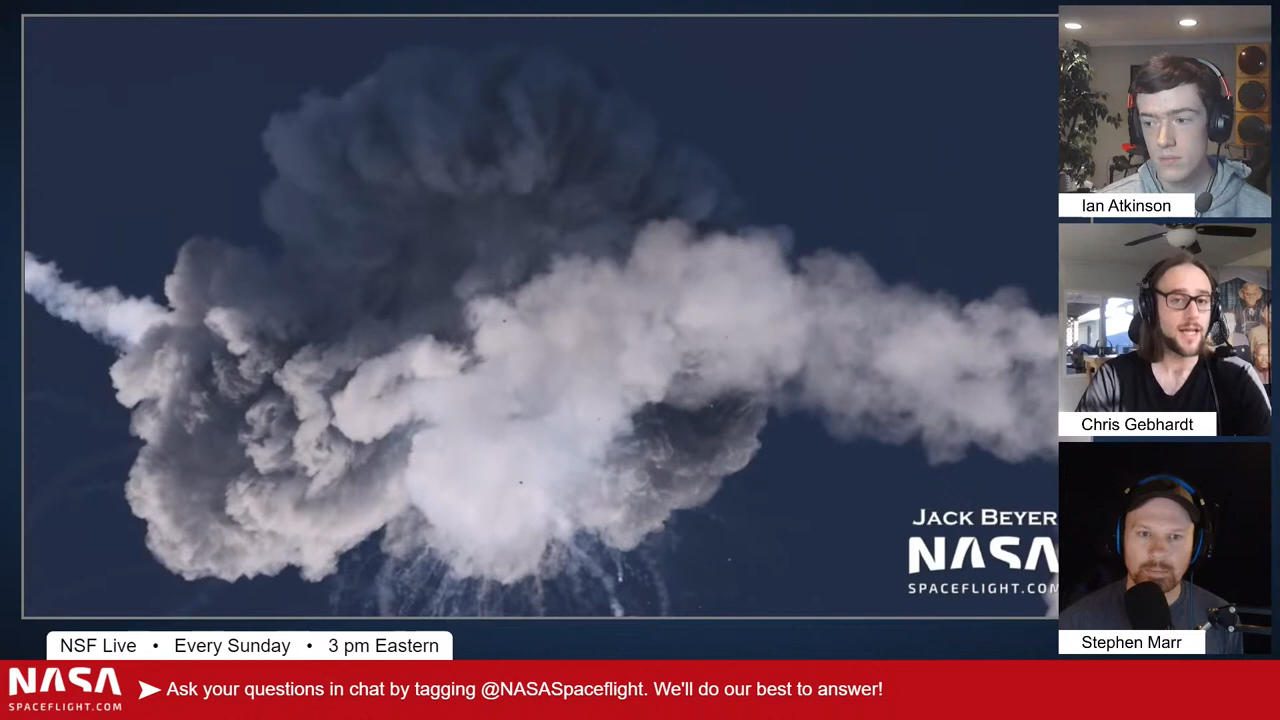 Ian Atkinson
Chris Gebhardt
JACK BEYER
NASA
SPACEFLIGHT.COM
Stephen Marr
NSF Live • Every Sunday • 3 pm Eastern
NASA
SPACEFLIGHT.COM
Ask your questions in chat by tagging @NASASpaceflight. We'll do our best to answer!